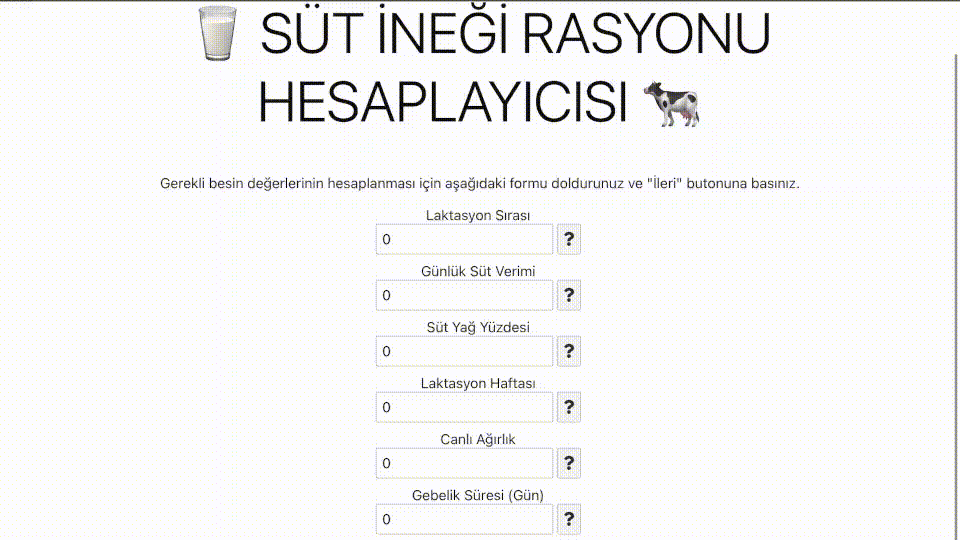 SÜT İNEĞİ RASYONU
HESAPLAYICISI
Gerekli besin değerlerinin hesaplanması için aşağıdaki formu doldurunuz ve "İleri" butonuna basınız.
Laktasyon Sırası
0 ?
Günlük Süt Verimi
0 ?
Süt Yağ Yüzdesi
0 ?
Laktasyon Haftası
0 ?
Canlı Ağırlık
0 ?
Gebelik Süresi (Gün)
0 ?